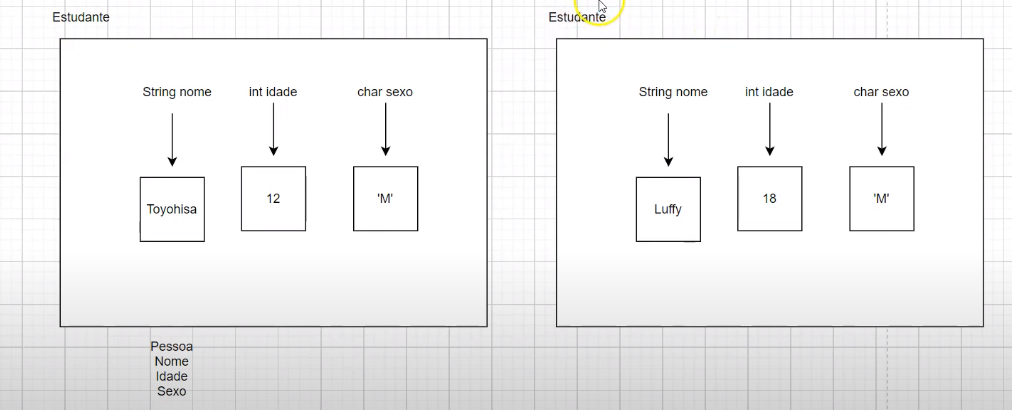 Estudante
String nome int idade char sexo
Toyohisa 12 'M'
Pessoa
Nome
Idade
Sexo
Estudante
String nome int idade char sexo
Luffy 18 'M'